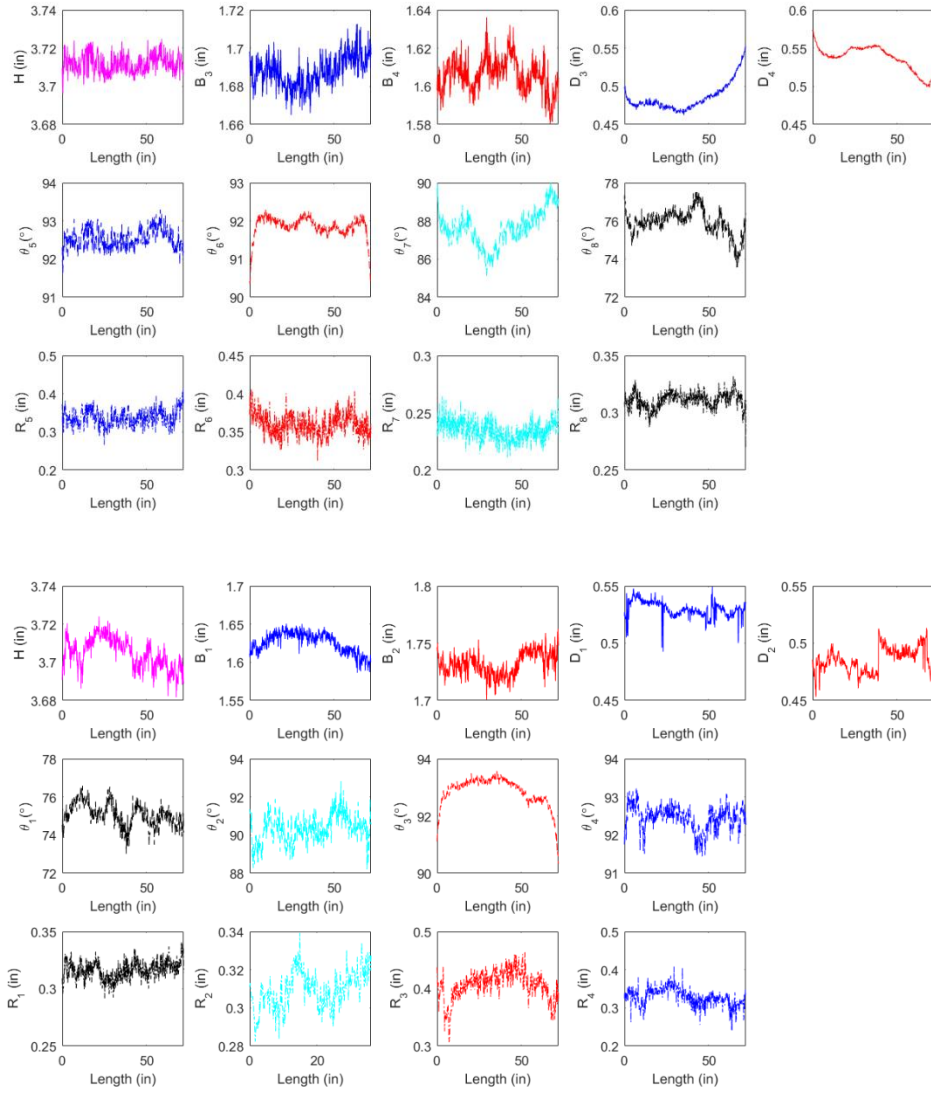 3.74 3.72 3.7 3.68 H (in) 0 50 Length (in)
1.72 1.7 1.68 1.66 B3 (in) 0 50 Length (in)
1.62 1.6 1.58 B4 (in) 0 50 Length (in)
0.6 0.55 0.5 0.45 D3 (in) 0 50 Length (in)
0.6 0.55 0.5 0.45 D4 (in) 0 50 Length (in)
94 93 92 91 θ5(°) 0 50 Length (in)
93 92 91 90 θ6(°) 0 50 Length (in)
90 88 86 84 θ7(°) 0 50 Length (in)
78 76 74 72 θ8(°) 0 50 Length (in)
0.5 0.4 0.3 0.2 R5 (in) 0 50 Length (in)
0.45 0.4 0.35 0.3 R6 (in) 0 50 Length (in)
0.3 0.25 0.2 R7 (in) 0 50 Length (in)
0.35 0.3 0.25 R8 (in) 0 50 Length (in)
3.74 3.72 3.7 3.68 H (in) 0 50 Length (in)
1.7 1.65 1.6 1.55 B1 (in) 0 50 Length (in)
1.8 1.75 1.7 B2 (in) 0 50 Length (in)
0.55 0.5 0.45 D1 (in) 0 50 Length (in)
0.55 0.5 0.45 D2 (in) 0 50 Length (in)
78 76 74 72 θ1(°) 0 50 Length (in)
94 92 90 88 θ2(°) 0 50 Length (in)
94 92 90 θ3(°) 0 50 Length (in)
94 93 92 91 θ4(°) 0 50 Length (in)
0.35 0.3 0.25 R1 (in) 0 50 Length (in)
0.34 0.32 0.3 0.28 R2 (in) 0 20 Length (in)
0.5 0.4 0.3 R3 (in) 0 50 Length (in)
0.5 0.4 0.3 0.2 R4 (in) 0 50 Length (in)